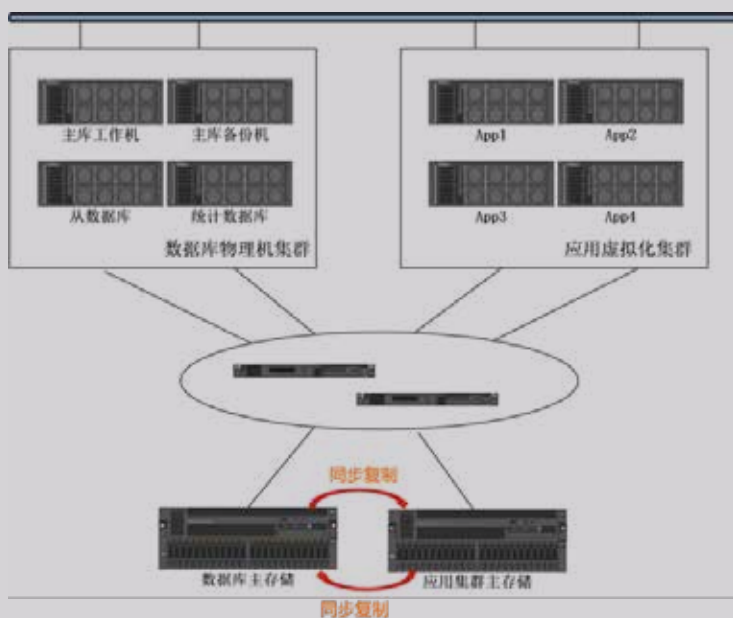 主库工作机
主库备份机
从数据库
统计数据库
数据库物理机集群
App1
App2
App3
App4
应用虚拟化集群
同步复制
数据库主存储
应用集群主存储
同步复制